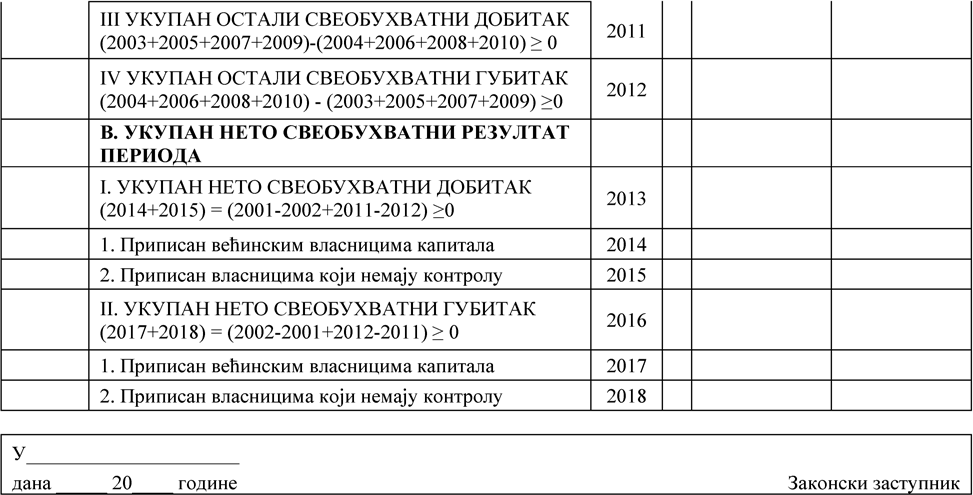 III УКУПАН ОСТАЛИ СВЕОБУХВАТНИ ДОБИТАК
(2003+2005+2007+2009)-(2004+2006+2008+2010) ≥ 0
2011
IV УКУПАН ОСТАЛИ СВЕОБУХВАТНИ ГУБИТАК
(2004+2006+2008+2010) - (2003+2005+2007+2009) ≥0
2012
В. УКУПАН НЕТО СВЕОБУХВАТНИ РЕЗУЛТАТ
ПЕРИОДА
I. УКУПАН НЕТО СВЕОБУХВАТНИ ДОБИТАК
(2014+2015) = (2001-2002+2011-2012) ≥0
2013
1. Приписан већинским власницима капитала
2014
2. Приписан власницима који немају контролу
2015
II. УКУПАН НЕТО СВЕОБУХВАТНИ ГУБИТАК
(2017+2018) = (2002-2001+2012-2011) ≥ 0
2016
1. Приписан већинским власницима капитала
2017
2. Приписан власницима који немају контролу
2018
У______________________
дана _____ 20____ године
Законски заступник